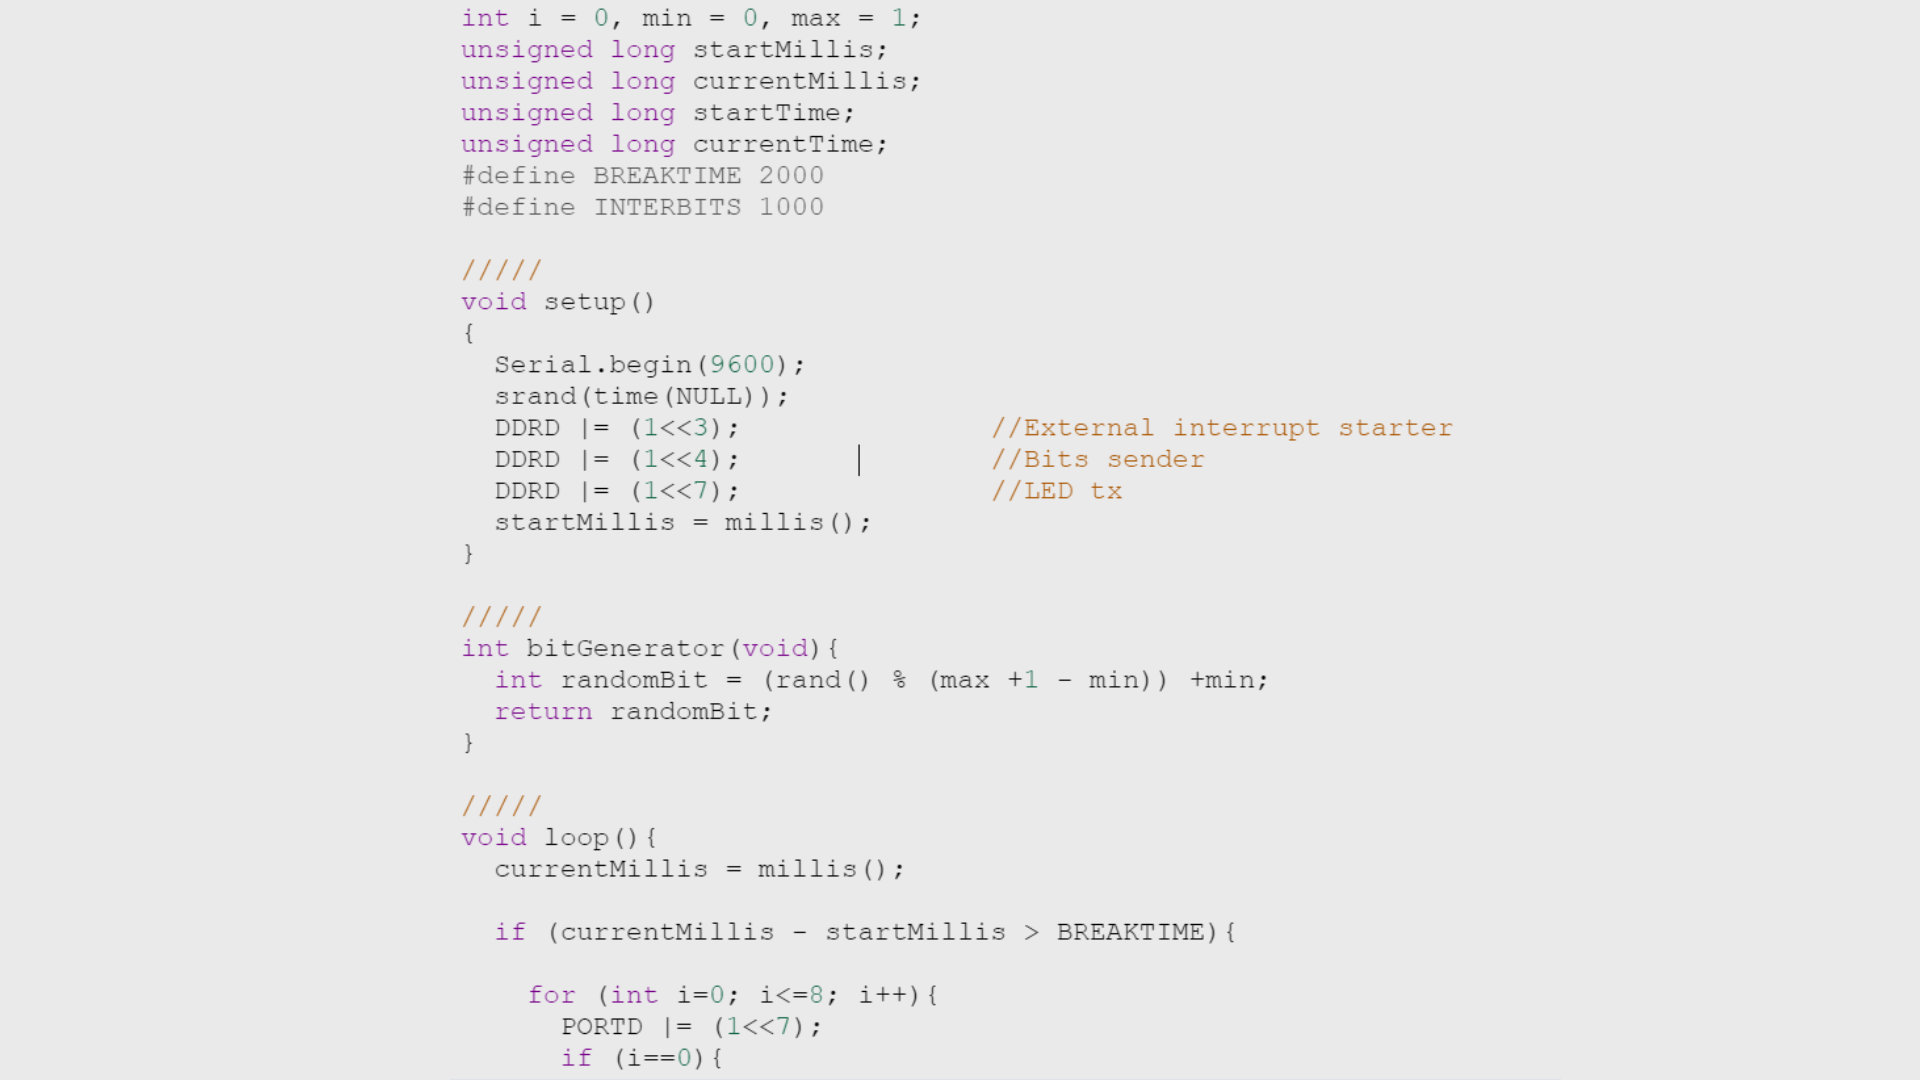 int i = 0, min = 0, max = 1;
unsigned long startMillis;
unsigned long currentMillis;
unsigned long startTime;
unsigned long currentTime;
#define BREAKTIME 2000
#define INTERBITS 1000
/////
void setup()
{
Serial.begin(9600);
srand(time(NULL));
DDRD |= (1<<3); //External interrupt starter
DDRD |= (1<<4); //Bits sender
DDRD |= (1<<7); //LED tx
startMillis = millis();
}
/////
int bitGenerator(void){
int randomBit = (rand() % (max +1 - min)) +min;
return randomBit;
}
/////
void loop(){
currentMillis = millis();
if (currentMillis - startMillis > BREAKTIME){
for (int i=0; i<=8; i++){
PORTD |= (1<<7);
if (i==0){